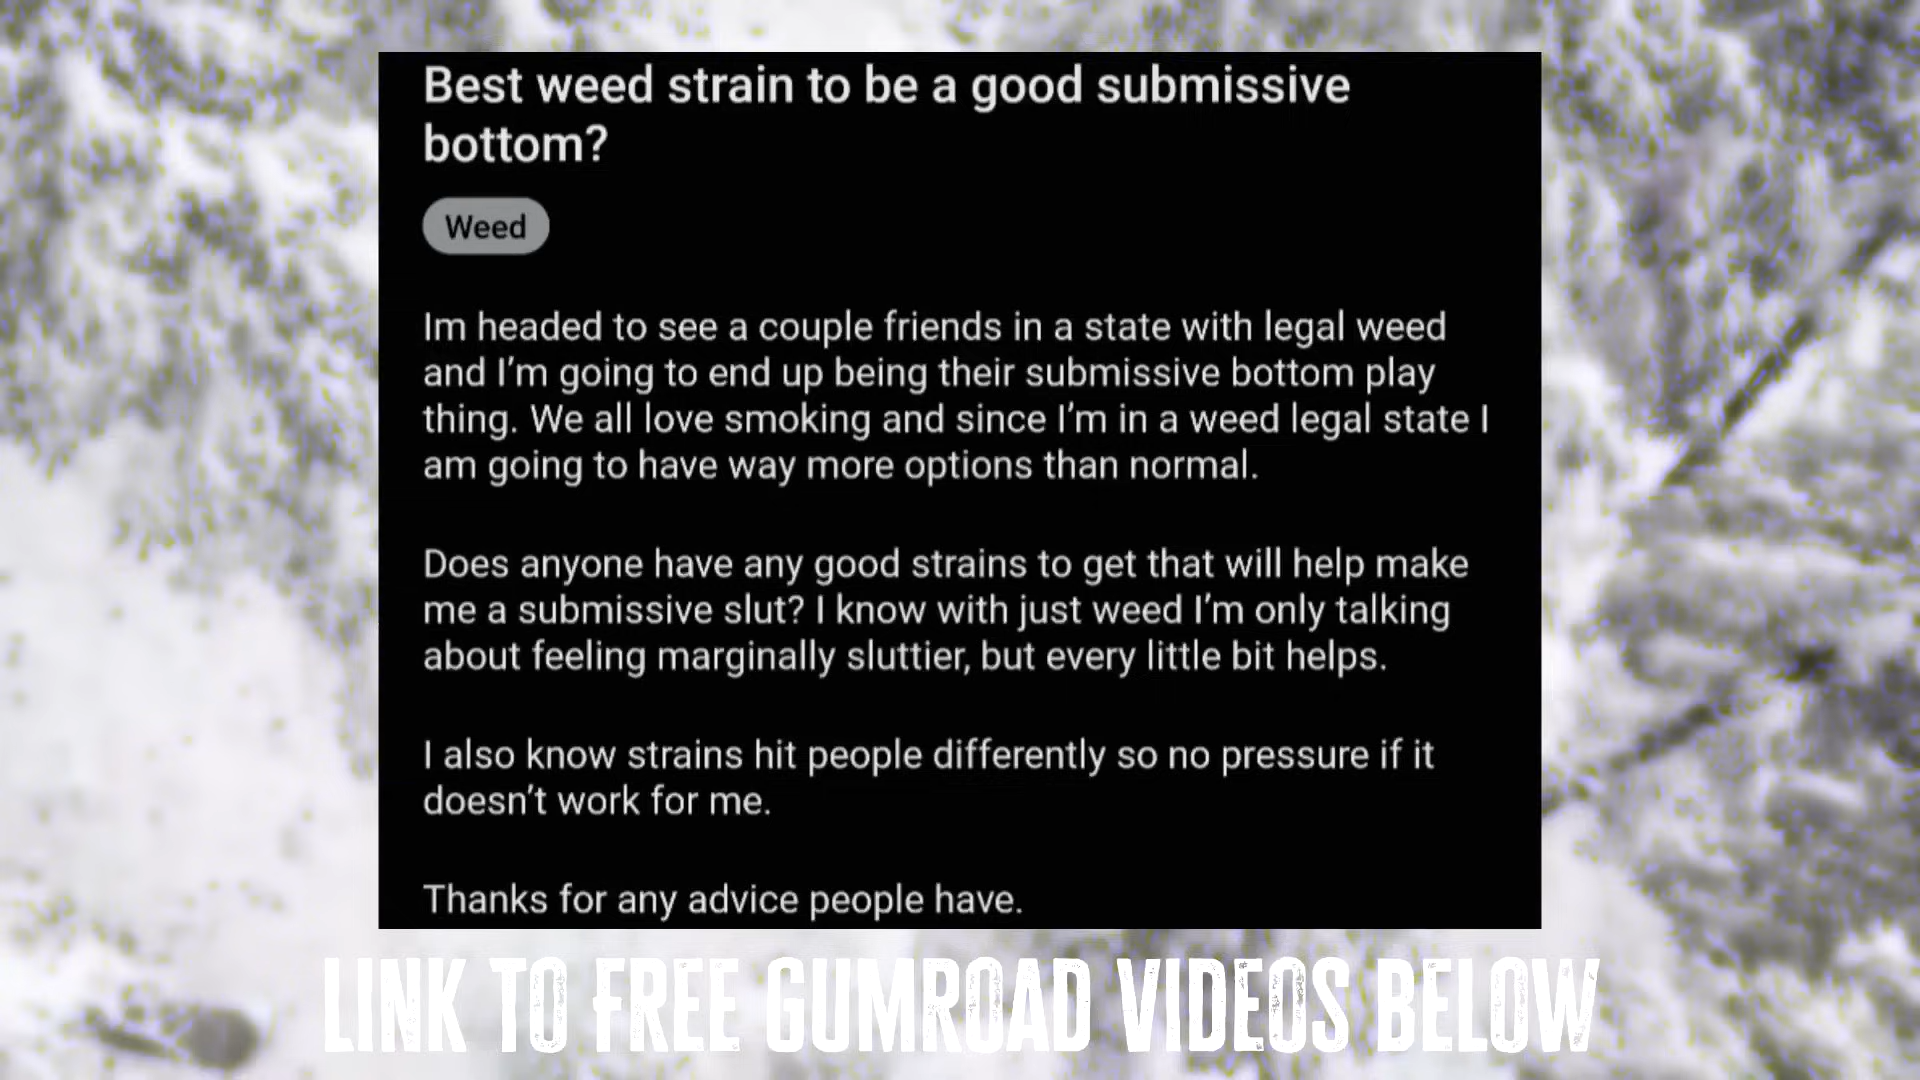 Best weed strain to be a good submissive
bottom?
Weed
Im headed to see a couple friends in a state with legal weed
and I’m going to end up being their submissive bottom play
thing. We all love smoking and since I’m in a weed legal state I
am going to have way more options than normal.
Does anyone have any good strains to get that will help make
me a submissive slut? I know with just weed I’m only talking
about feeling marginally sluttier, but every little bit helps.
I also know strains hit people differently so no pressure if it
doesn’t work for me.
Thanks for any advice people have.
LINK TO FREE GUMROAD VIDEOS BELOW